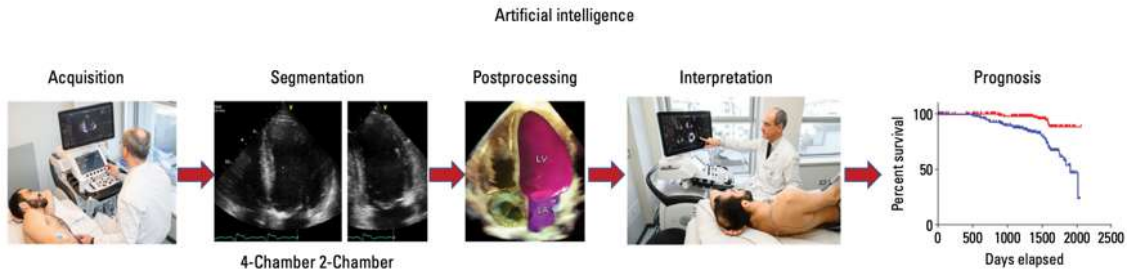 Artificial intelligence
Acquisition
Segmentation
Postprocessing
Interpretation
Prognosis
V
V
LV
LA
4-Chamber 2-Chamber
Percent survival
100
50
0
0 500 1000 1500 2000 2500
Days elapsed